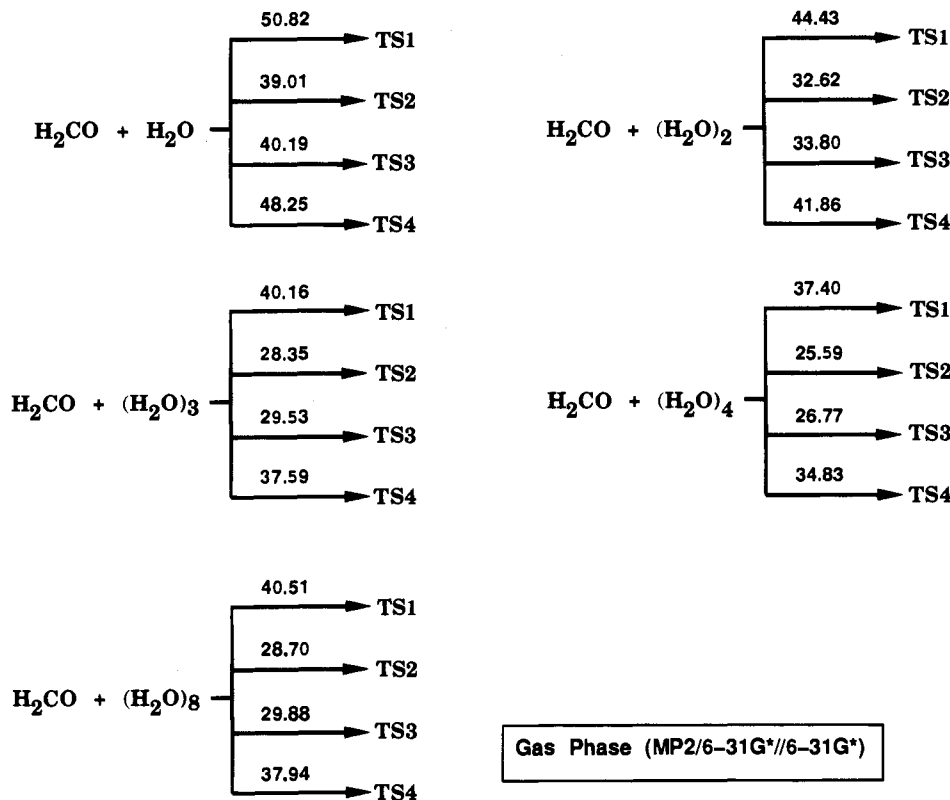 50.82
TS1
39.01
TS2
H₂CO + H₂O
40.19
TS3
48.25
TS4
44.43
TS1
32.62
TS2
H₂CO + (H₂O)₂
33.80
TS3
41.86
TS4
40.16
TS1
28.35
TS2
H₂CO + (H₂O)₃
29.53
TS3
37.59
TS4
37.40
TS1
25.59
TS2
H₂CO + (H₂O)₄
26.77
TS3
34.83
TS4
40.51
TS1
28.70
TS2
H₂CO + (H₂O)₈
29.88
TS3
37.94
TS4
Gas Phase (MP2/6–31G*//6–31G*)